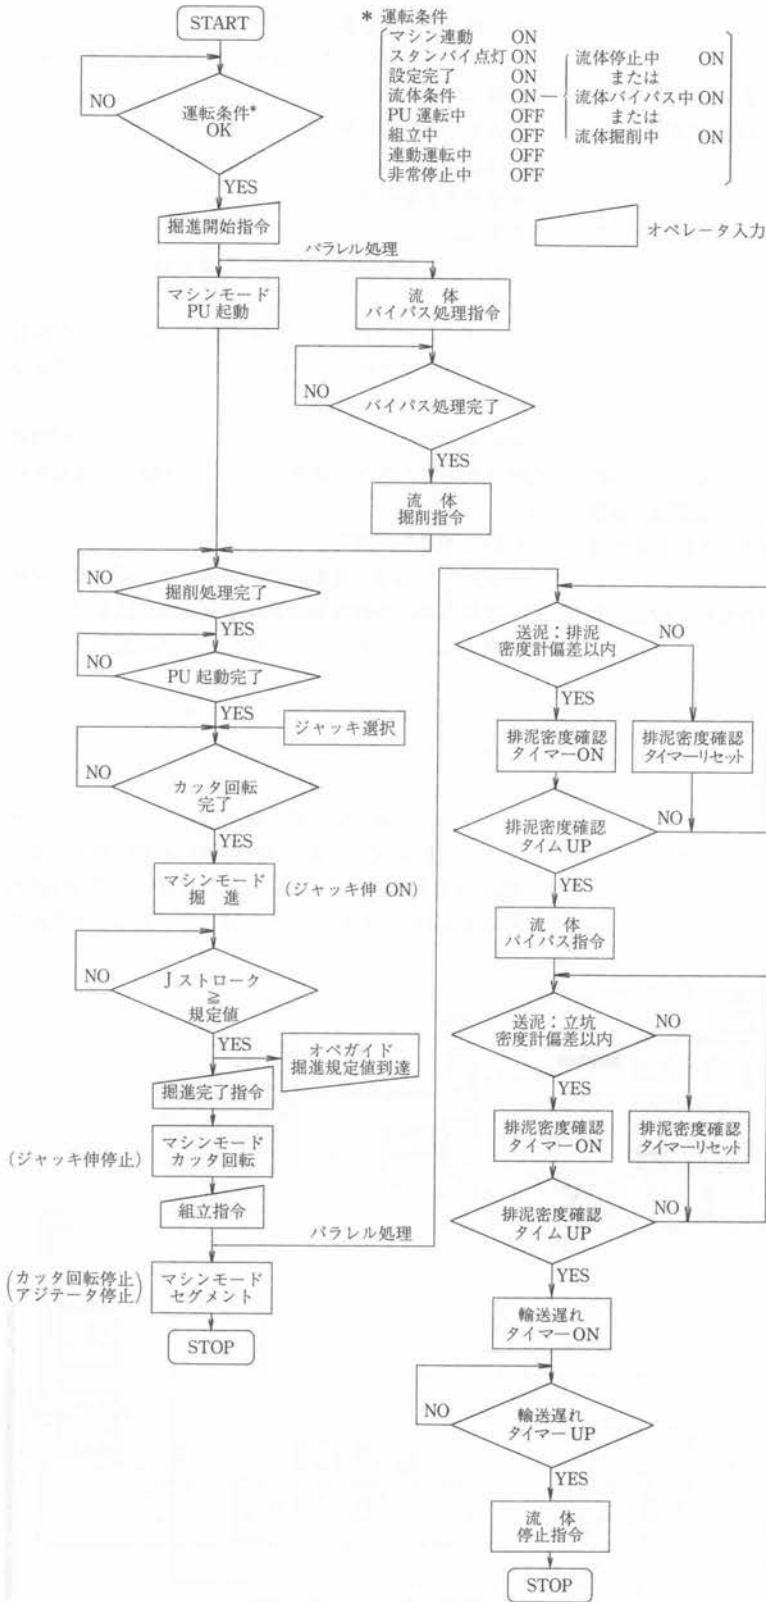 START
* 運転条件
マシン連動 ON
スタンバイ点灯 ON
設定完了 ON
流体条件 ON
PU 運転中 OFF
組立中 OFF
連動運転中 OFF
非常停止中 OFF
流体停止中 ON
または
流体バイパス中 ON
または
流体掘削中 ON
NO
運転条件*
OK
YES
掘進開始指令
オペレータ入力
パラレル処理
マシンモード
PU 起動
流 体
バイパス処理指令
NO
バイパス処理完了
YES
流 体
掘削指令
NO
掘削処理完了
YES
NO
PU 起動完了
YES
ジャッキ選択
NO
カッタ回転
完了
YES
マシンモード
掘 進
(ジャッキ伸 ON)
NO
J ストローク
≧
規定値
YES
オペガイド
掘進規定値到達
掘進完了指令
(ジャッキ伸停止)
マシンモード
カッタ回転
組立指令
パラレル処理
(カッタ回転停止
アジテータ停止)
マシンモード
セグメント
STOP
送泥：排泥
密度計偏差以内
NO
YES
排泥密度確認
タイマーON
排泥密度確認
タイマーリセット
排泥密度確認
タイム UP
NO
YES
流 体
バイパス指令
送泥：立坑
密度計偏差以内
NO
YES
排泥密度確認
タイマーON
排泥密度確認
タイマーリセット
排泥密度確認
タイム UP
NO
YES
輸送遅れ
タイマーON
NO
輸送遅れ
タイマー UP
YES
流 体
停止指令
STOP